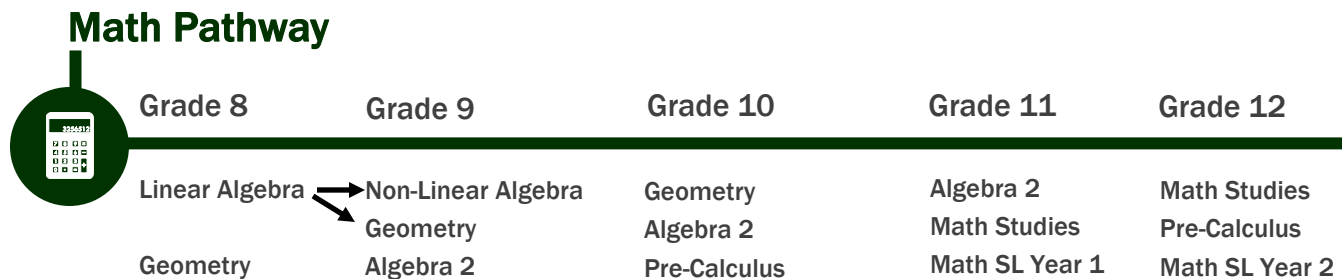 Math Pathway
Grade 8 Grade 9 Grade 10 Grade 11 Grade 12
3256512
Linear Algebra Non-Linear Algebra Geometry Algebra 2 Math Studies
Geometry Algebra 2 Math Studies Pre-Calculus
Geometry Algebra 2 Pre-Calculus Math SL Year 1 Math SL Year 2